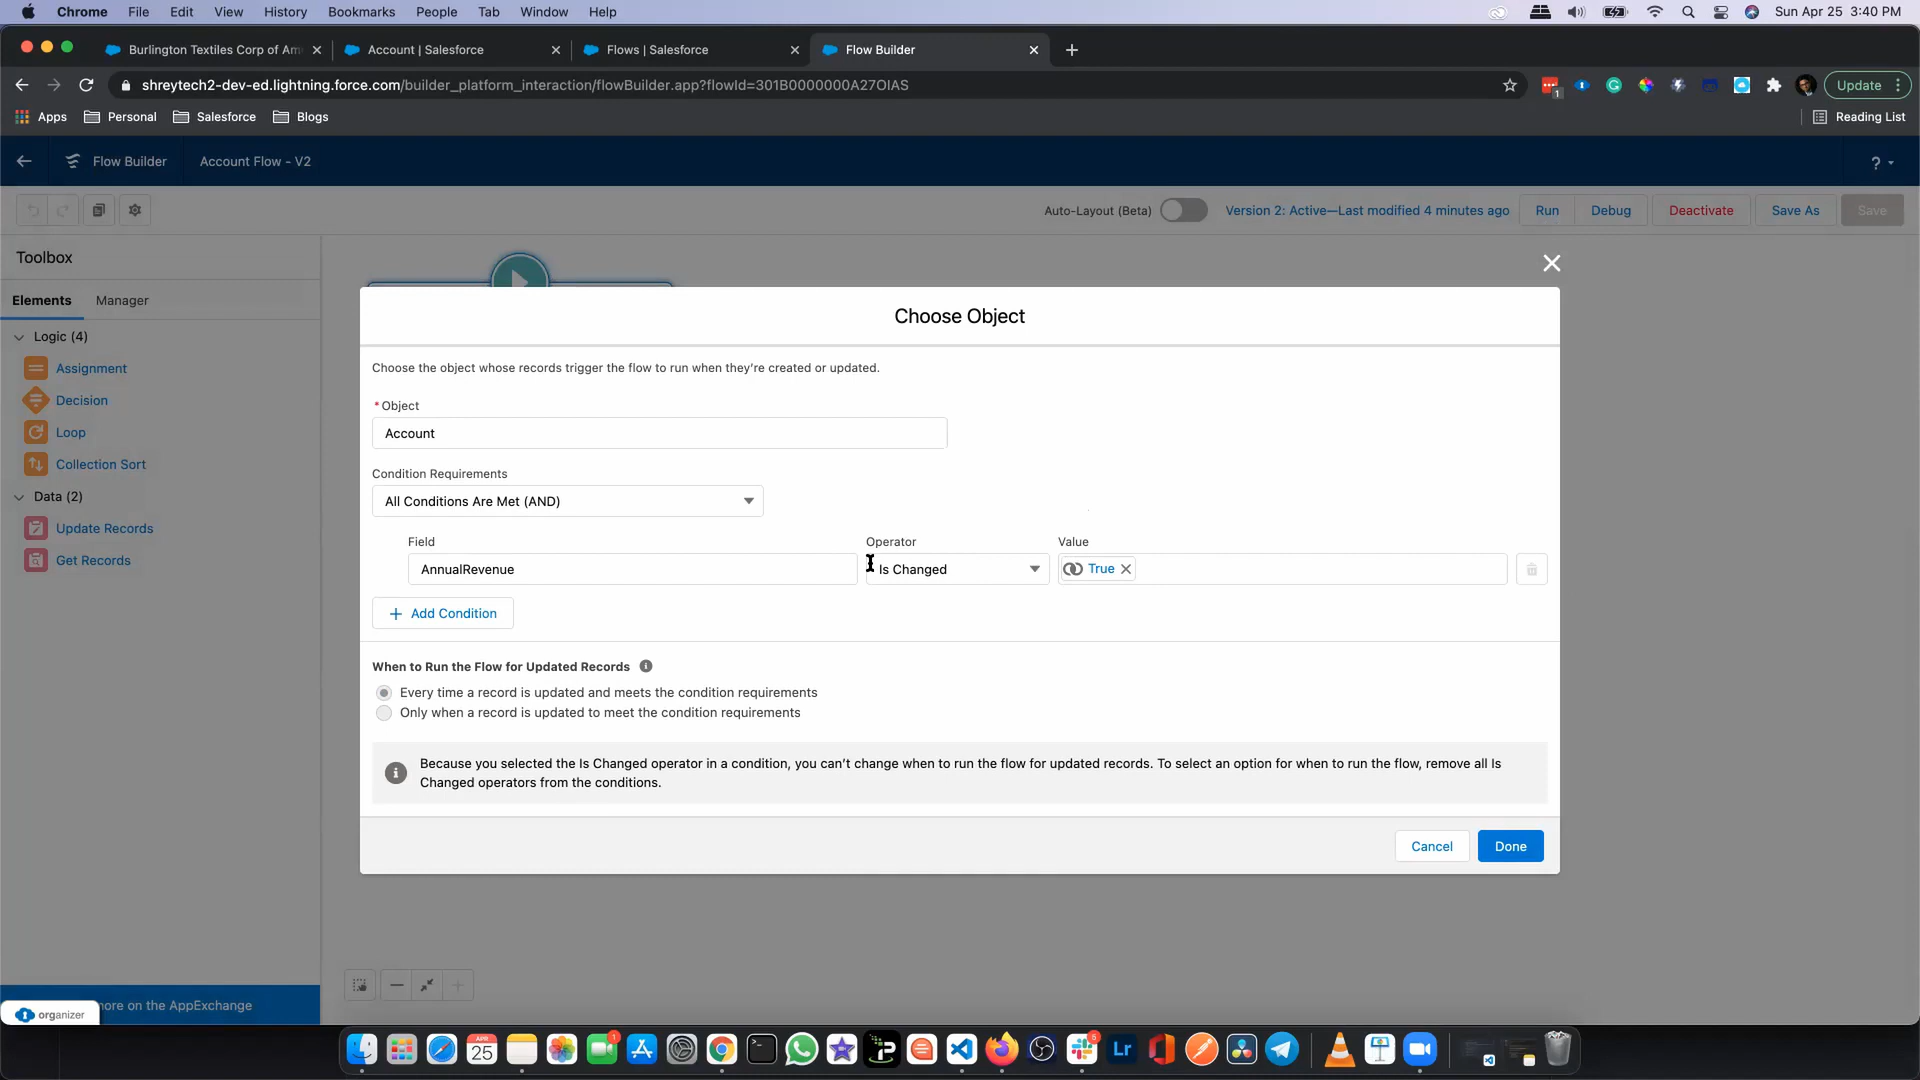 Chrome File Edit View History Bookmarks People Tab Window Help Sun Apr 25 3:40 PM
Burlington Textiles Corp of Am Account | Salesforce Flows | Salesforce Flow Builder
shreytech2-dev-ed.lightning.force.com/builder_platform_interaction/flowBuilder.app?flowId=301B0000000A27OIAS 1 Update
Apps Personal Salesforce Blogs Reading List
Flow Builder Account Flow - V2 ?
Auto-Layout (Beta) Version 2: Active—Last modified 4 minutes ago Run Debug Deactivate Save As Save
Toolbox
Elements Manager
Logic (4)
Assignment
Decision
Loop
Collection Sort
Data (2)
Update Records
Get Records
Choose Object
Choose the object whose records trigger the flow to run when they're created or updated.
* Object
Account
Condition Requirements
All Conditions Are Met (AND)
Field Operator Value
AnnualRevenue Is Changed True
Add Condition
When to Run the Flow for Updated Records
Every time a record is updated and meets the condition requirements
Only when a record is updated to meet the condition requirements
Because you selected the Is Changed operator in a condition, you can't change when to run the flow for updated records. To select an option for when to run the flow, remove all Is
Changed operators from the conditions.
Cancel Done
more on the AppExchange
organizer
APR
25 1 5 Lr